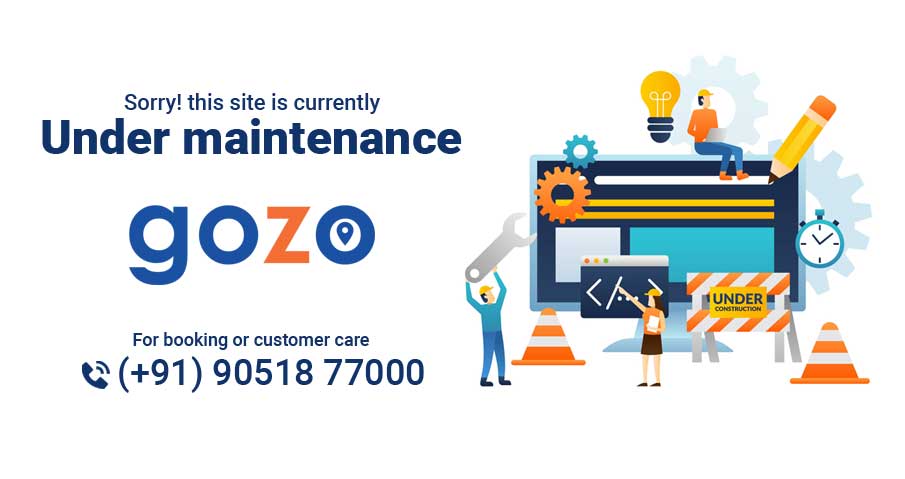 Sorry! this site is currently
Under maintenance
gozo
For booking or customer care
(+91) 90518 77000
</>
UNDER
CONSTRUCTION